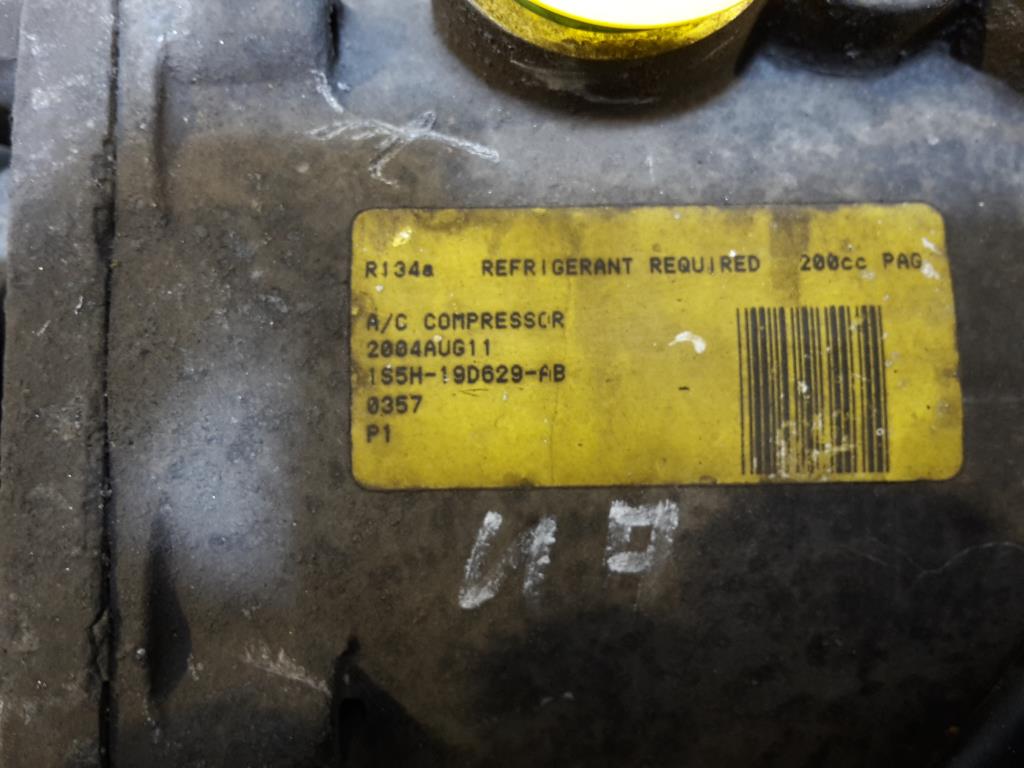 R134a REFRIGERANT REQUIRED 200cc PAG
A/C COMPRESSOR
2004AUG11
1S5H-19D629-AB
0357
P1